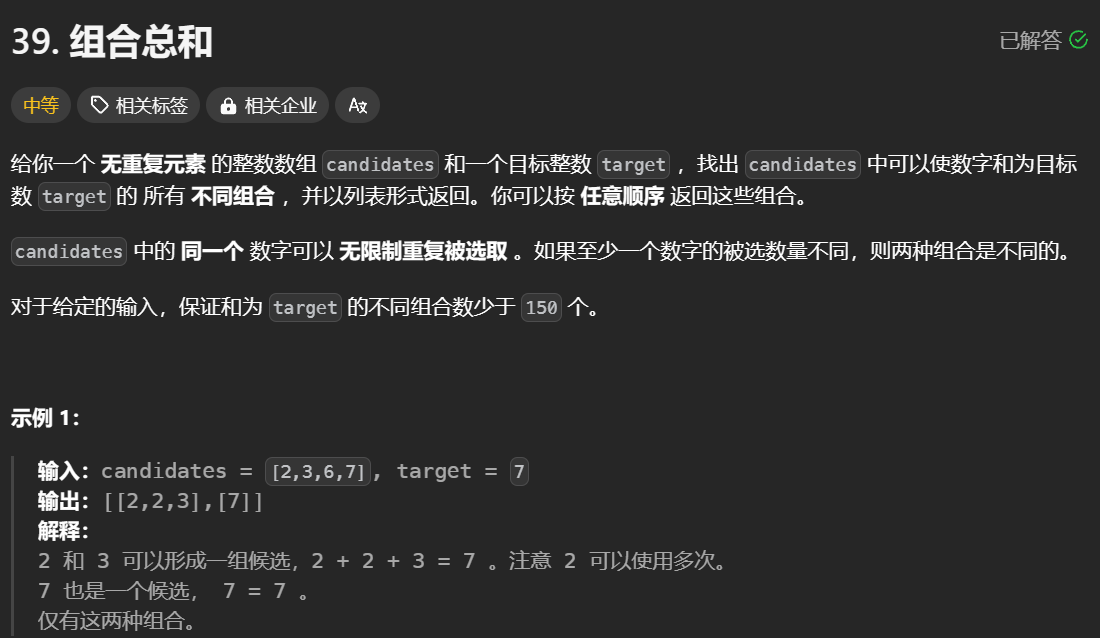 39. 组合总和
已解答
中等 相关标签 相关企业 Ax
给你一个 无重复元素 的整数数组 candidates 和一个目标整数 target ，找出 candidates 中可以使数字和为目标
数 target 的 所有 不同组合 ，并以列表形式返回。你可以按 任意顺序 返回这些组合。
candidates 中的 同一个 数字可以 无限制重复被选取 。如果至少一个数字的被选数量不同，则两种组合是不同的。
对于给定的输入，保证和为 target 的不同组合数少于 150 个。
示例 1：
输入：candidates = [2,3,6,7], target = 7
输出：[[2,2,3],[7]]
解释：
2 和 3 可以形成一组候选，2 + 2 + 3 = 7 。注意 2 可以使用多次。
7 也是一个候选， 7 = 7 。
仅有这两种组合。